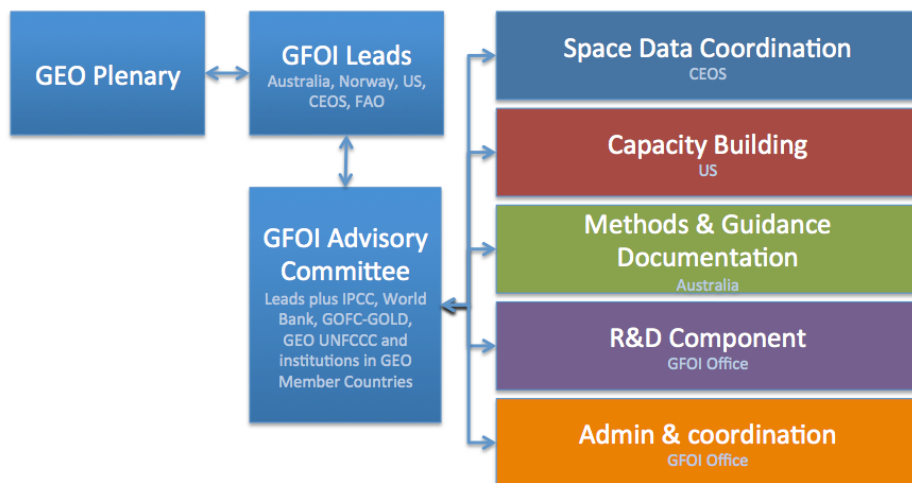 GEO Plenary
GFOI Leads
Australia, Norway, US,
CEOS, FAO
GFOI Advisory
Committee
Leads plus IPCC, World
Bank, GOFC-GOLD,
GEO UNFCCC and
institutions in GEO
Member Countries
Space Data Coordination
CEOS
Capacity Building
US
Methods & Guidance
Documentation
Australia
R&D Component
GFOI Office
Admin & coordination
GFOI Office